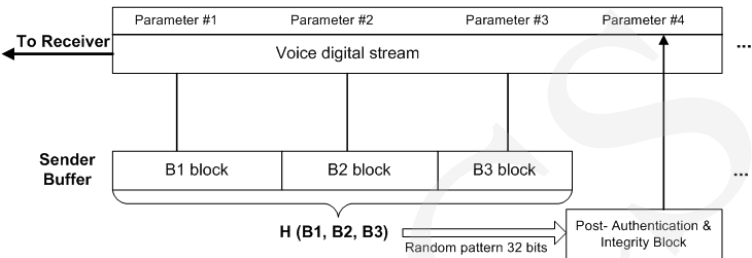 Parameter #1 Parameter #2 Parameter #3 Parameter #4
To Receiver
Voice digital stream
...
Sender
Buffer
B1 block B2 block B3 block
...
H (B1, B2, B3)
Random pattern 32 bits
Post- Authentication &
Integrity Block